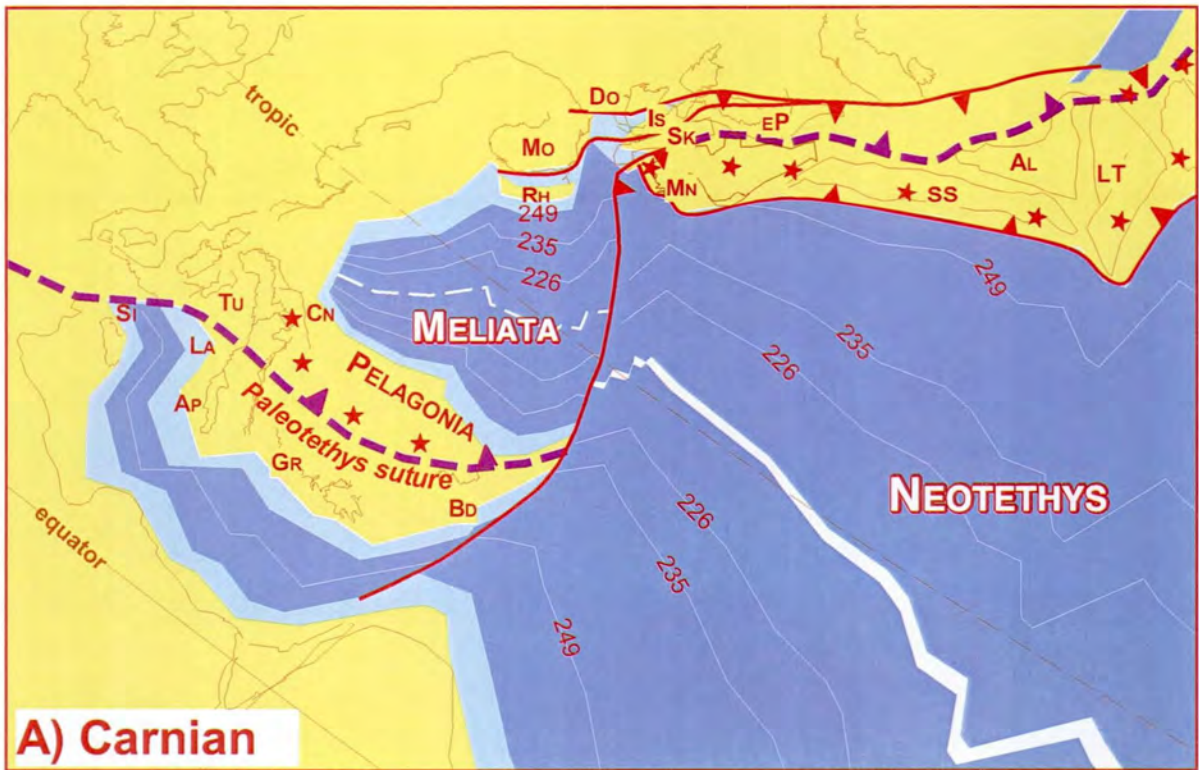 tropic
DO
IS
EP
SK
MO
AL
LT
RH
MN
SS
249
235
226
249
SI
TU
CN
LA
MELIATA
235
226
PELAGONIA
AP
Paleotethys suture
GR
BD
NEOTETHYS
226
235
249
equator
A) Carnian